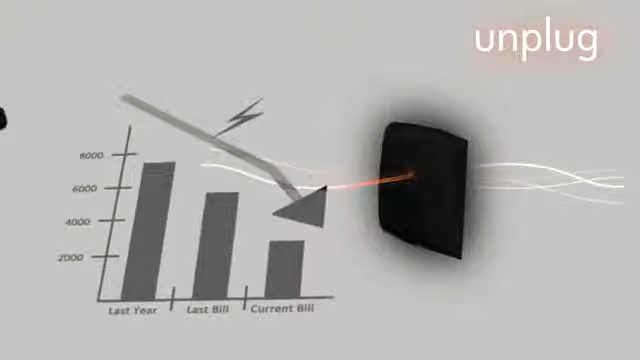 unplug
8000
6000
4000
2000
Last Year
Last Bill
Current Bill